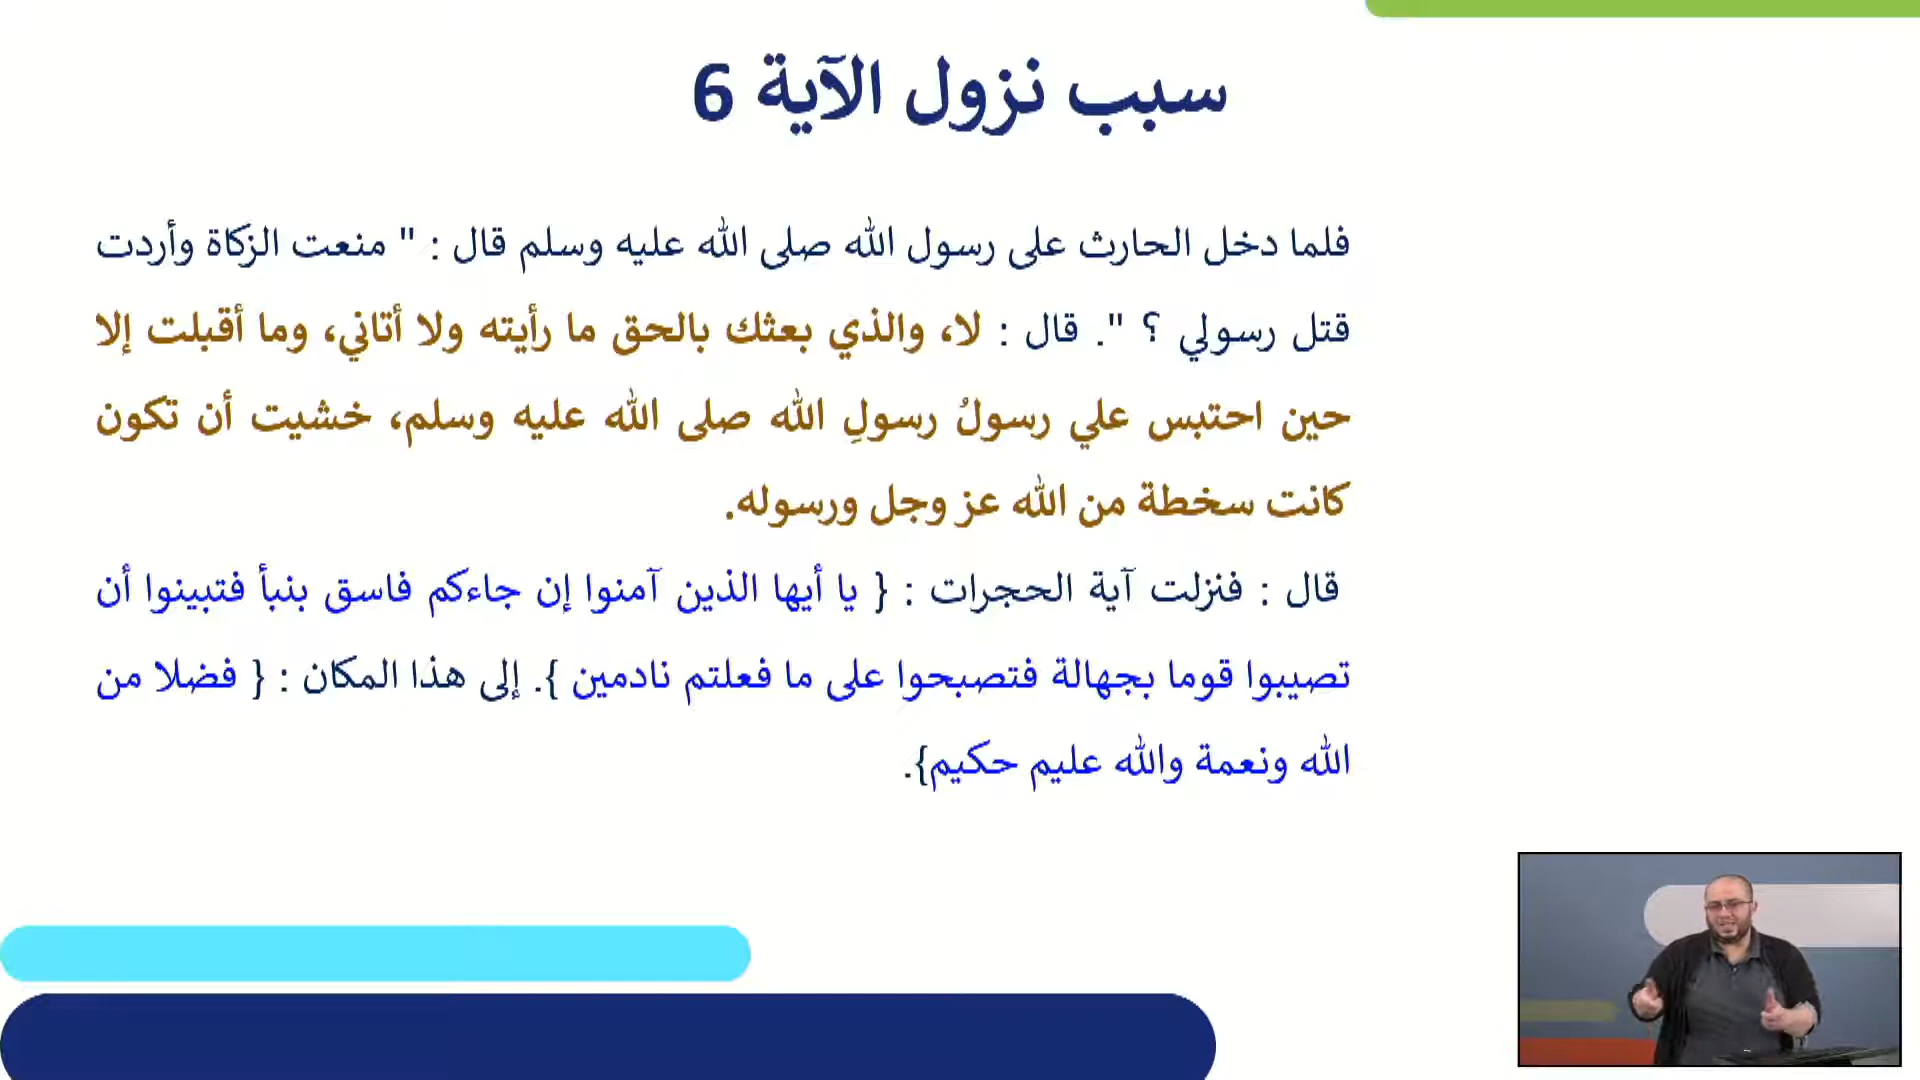 سبب نزول الآية 6
فلما دخل الحارث على رسول الله صلى الله عليه وسلم قال : " منعت الزكاة وأردت
قتل رسولي ؟ ". قال : لا، والذي بعثك بالحق ما رأيته ولا أتاني، وما أقبلت إلا
حين احتبس علي رسولُ رسولِ الله صلى الله عليه وسلم، خشيت أن تكون
كانت سخطة من الله عز وجل ورسوله.
قال : فنزلت آية الحجرات : { يا أيها الذين آمنوا إن جاءكم فاسق بنبأ فتبينوا أن
تصيبوا قوما بجهالة فتصبحوا على ما فعلتم نادمين }. إلى هذا المكان : { فضلا من
الله ونعمة والله عليم حكيم}.